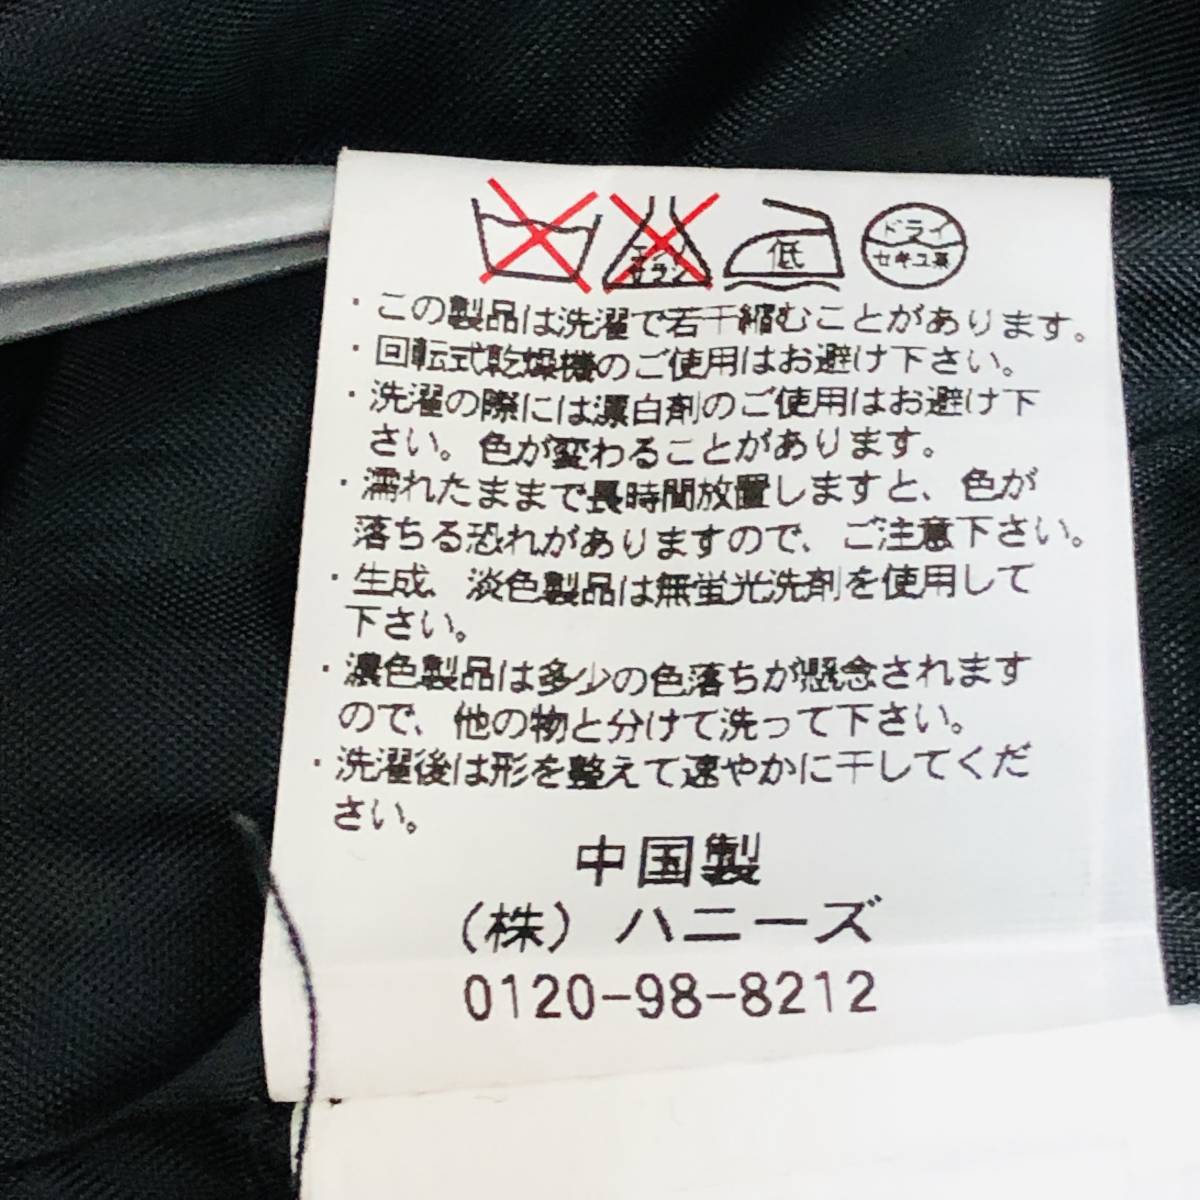 エンソ
サラシ
低
ドライ
セキユ系
・この製品は洗濯で若干縮むことがあります。
・回転式乾燥機のご使用はお避け下さい。
・洗濯の際には漂白剤のご使用はお避け下
さい。色が変わることがあります。
・濡れたままで長時間放置しますと、色が
落ちる恐れがありますので、ご注意下さい。
・生成、淡色製品は無蛍光洗剤を使用して
下さい。
・濃色製品は多少の色落ちが懸念されます
ので、他の物と分けて洗って下さい。
・洗濯後は形を整えて速やかに干してくだ
さい。
中国製
（株）ハニーズ
0120-98-8212